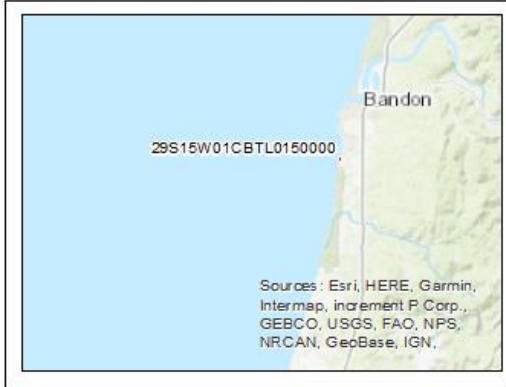 Bandon
29S15W01CBTL0150000
Sources: Esri, HERE, Garmin,
Intermap, increment P Corp.,
GEBCO, USGS, FAO, NPS,
NRCAN, GeoBase, IGN,